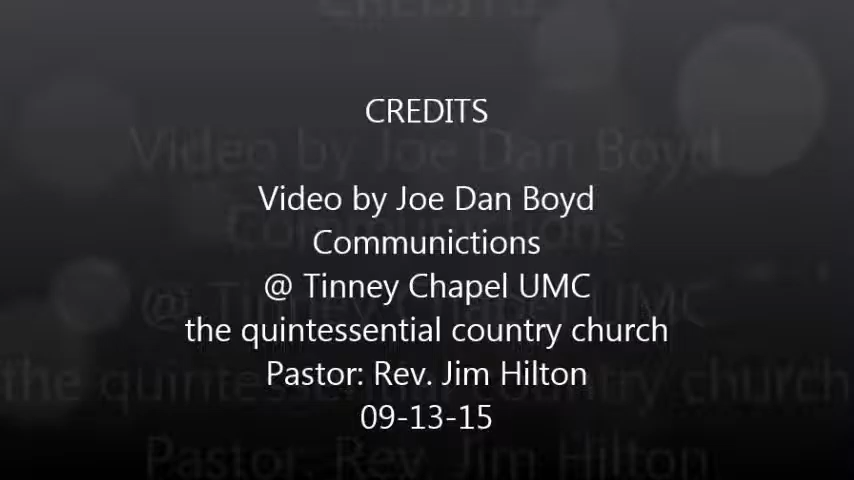 CREDITS
Video by Joe Dan Boyd
Communictions
@ Tinney Chapel UMC
the quintessential country church
Pastor: Rev. Jim Hilton
09-13-15